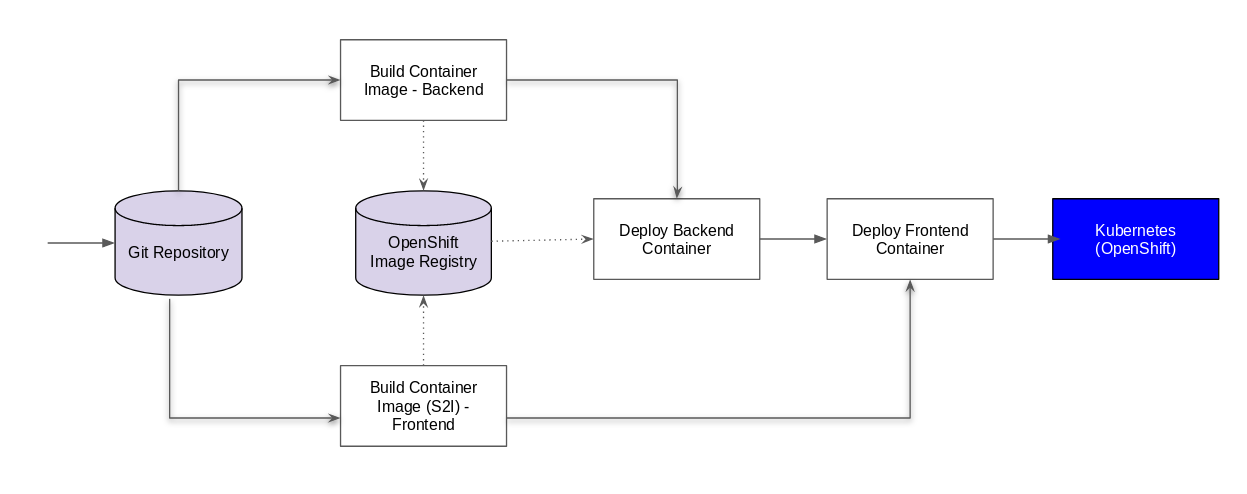 Build Container
Image - Backend
Git Repository
OpenShift
Image Registry
Deploy Backend
Container
Deploy Frontend
Container
Kubernetes
(OpenShift)
Build Container
Image (S2I) -
Frontend